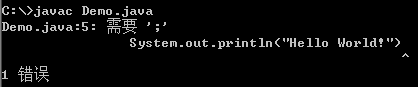 C:\>javac Demo.java
Demo.java:5: 需要 ';'
System.out.println("Hello World!")
^
1 错误